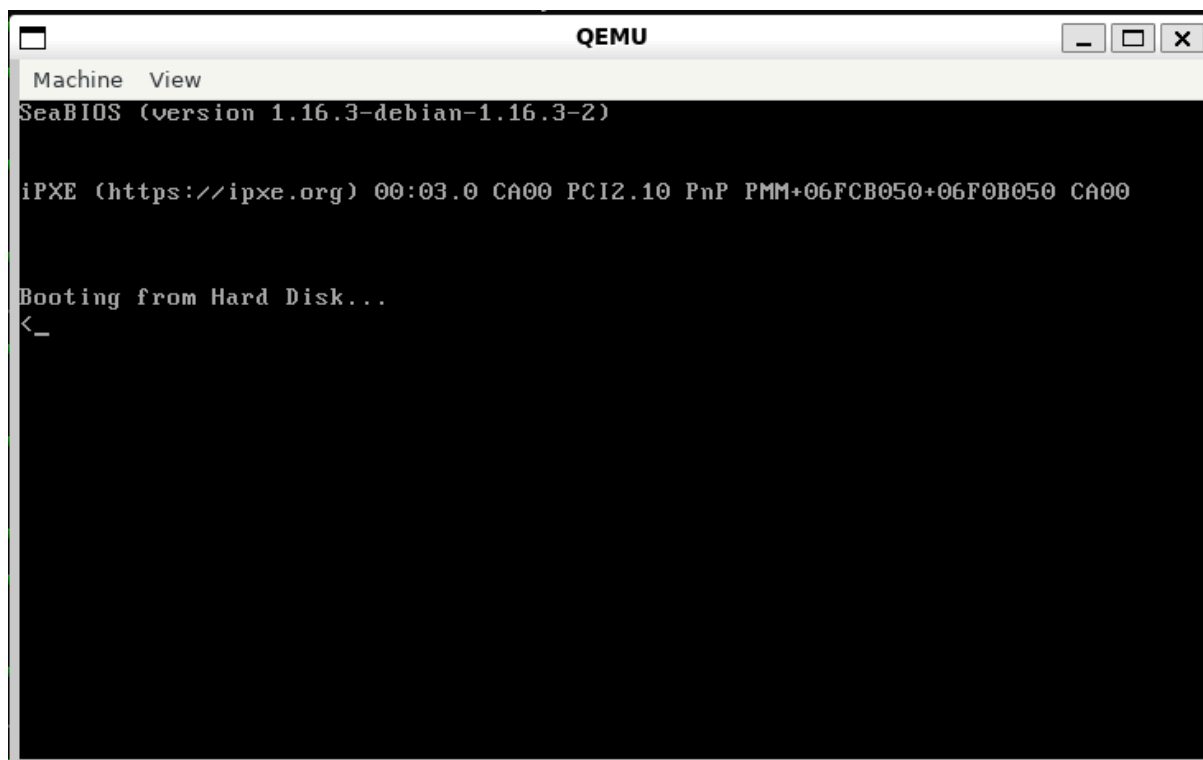 QEMU
Machine View
SeaBIOS (version 1.16.3-debian-1.16.3-2)
iPXE (https://ipxe.org) 00:03.0 CA00 PCI2.10 PnP PMM+06FCB050+06F0B050 CA00
Booting from Hard Disk...
<_